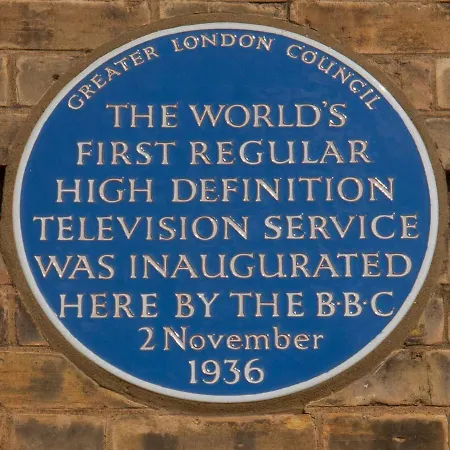 GREATER LONDON COUNCIL
THE WORLD'S
FIRST REGULAR
HIGH DEFINITION
TELEVISION SERVICE
WAS INAUGURATED
HERE BY THE B·B·C
2 November
1936